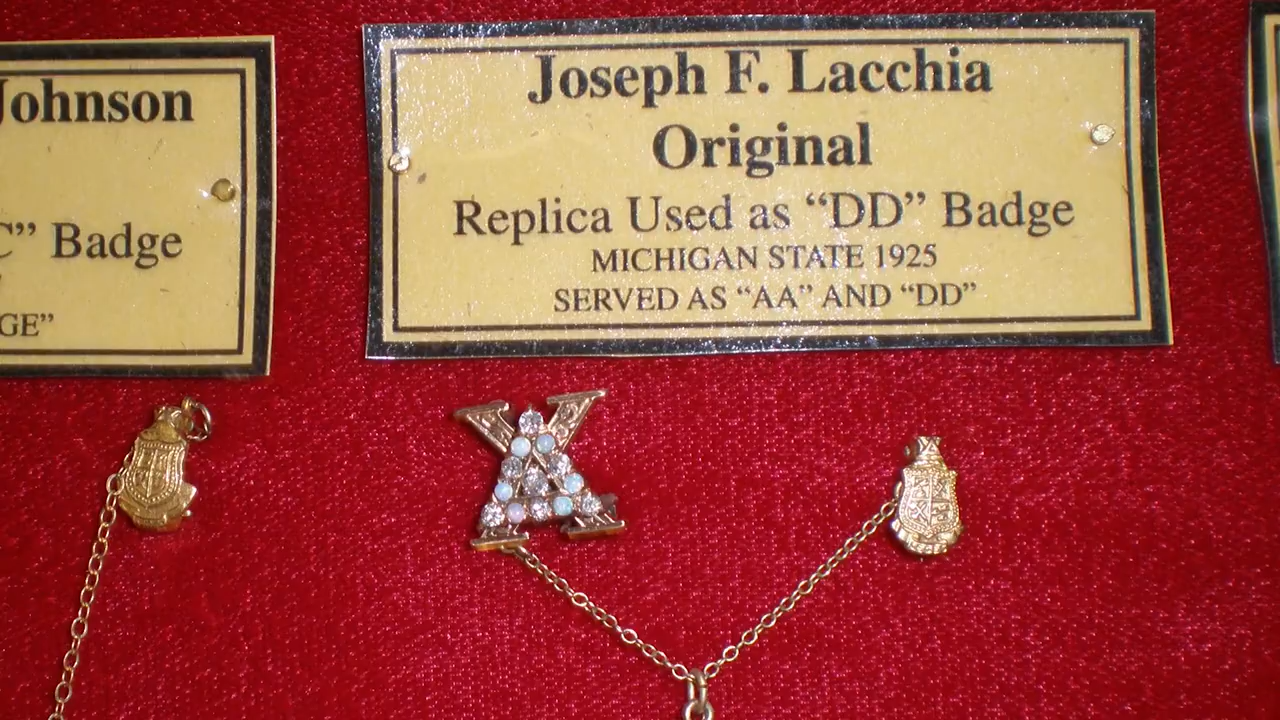 Johnson
C” Badge
GE”
Joseph F. Lacchia
Original
Replica Used as “DD” Badge
MICHIGAN STATE 1925
SERVED AS “AA” AND “DD”